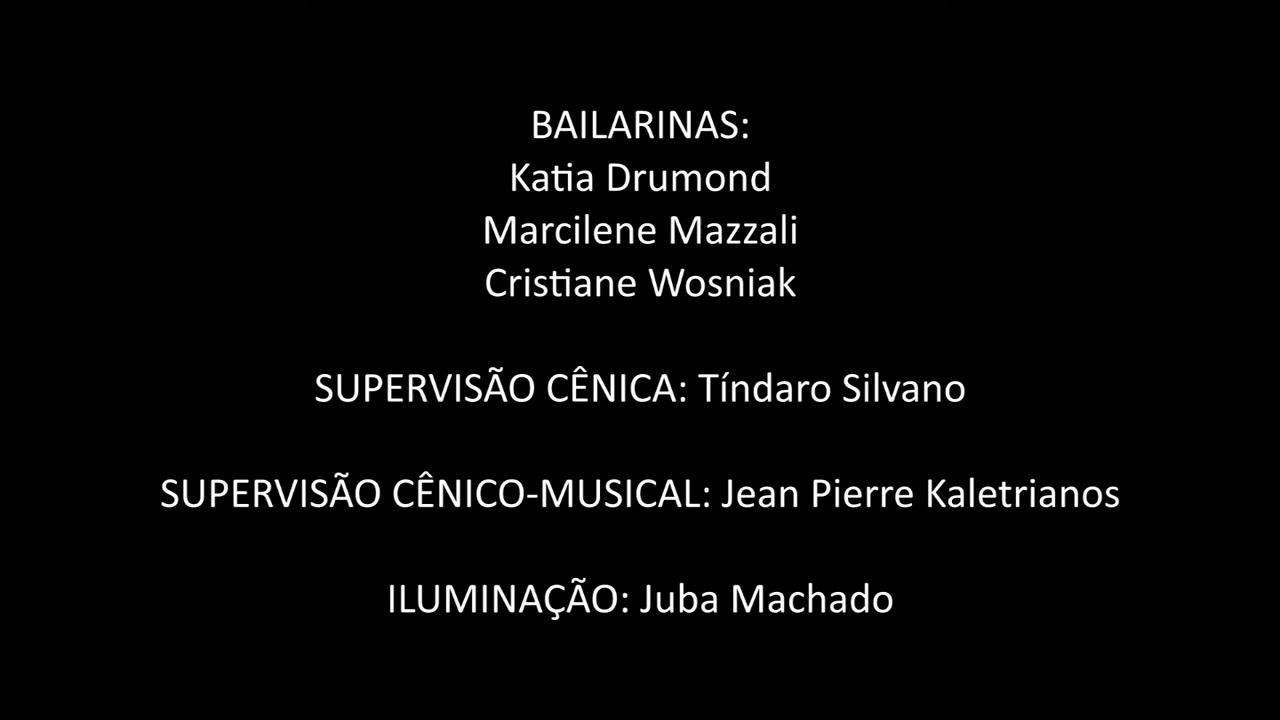 BAILARINAS:
Katia Drumond
Marcilene Mazzali
Cristiane Wosniak
SUPERVISÃO CÊNICA: Tíndaro Silvano
SUPERVISÃO CÊNICO-MUSICAL: Jean Pierre Kaletrianos
ILUMINAÇÃO: Juba Machado